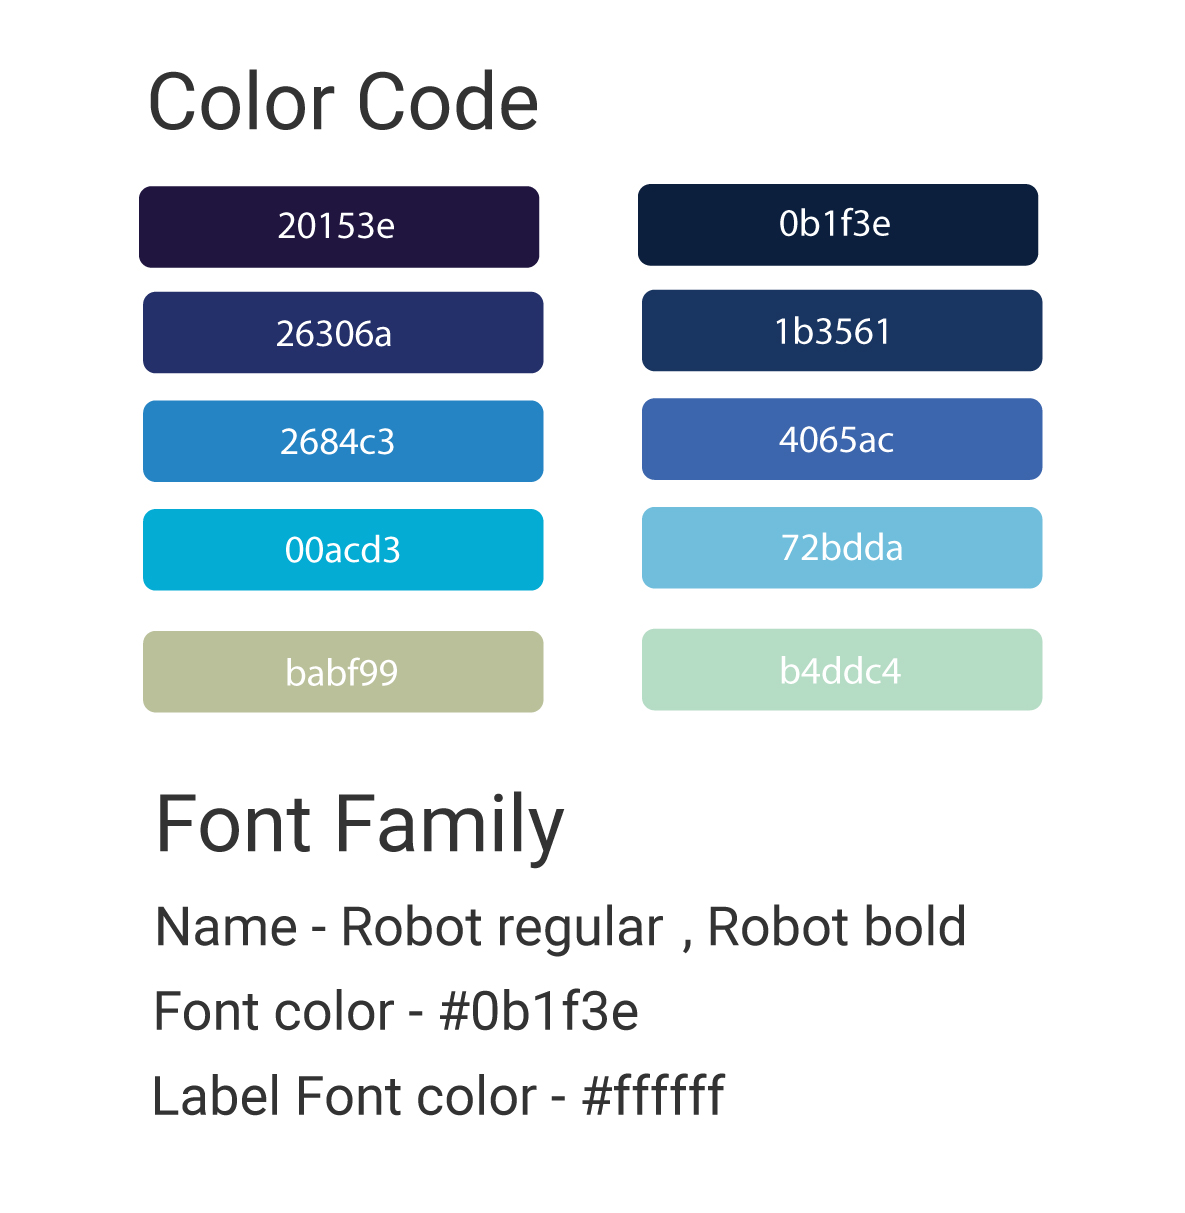 Color Code
20153e
0b1f3e
26306a
1b3561
2684c3
4065ac
00acd3
72bdda
babf99
b4ddc4
Font Family
Name - Robot regular , Robot bold
Font color - #0b1f3e
Label Font color - #ffffff